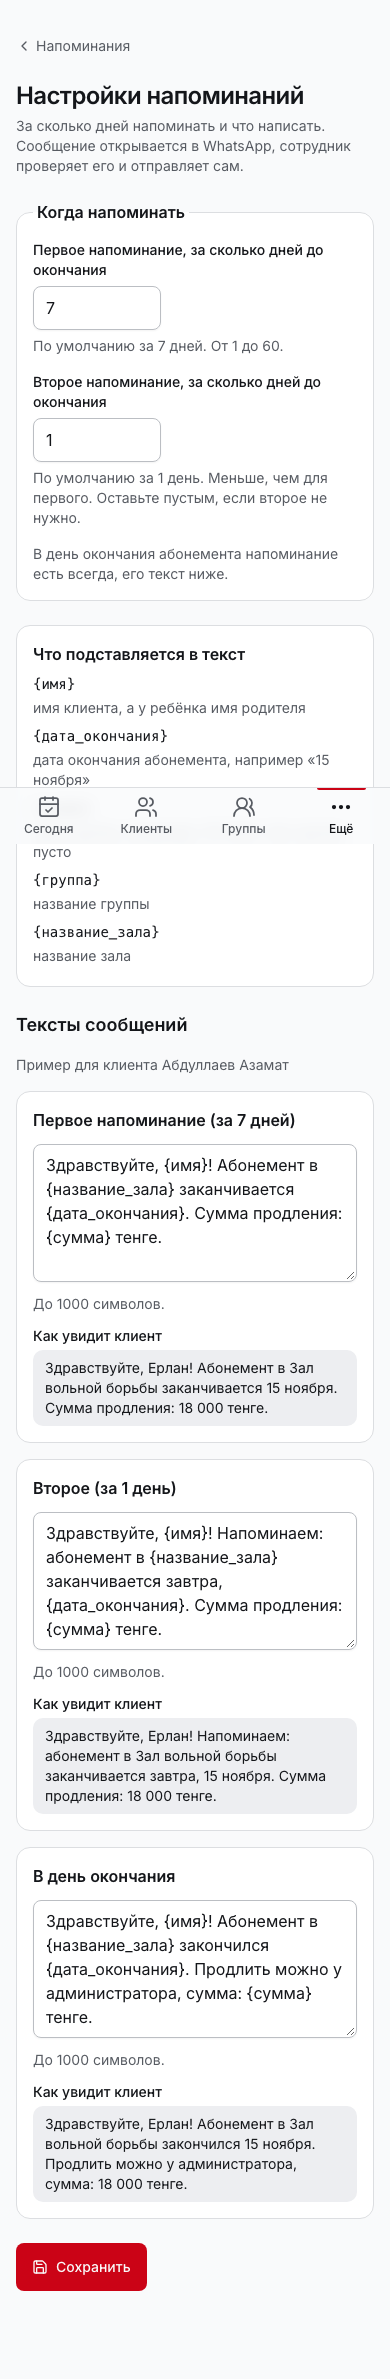 Напоминания
Настройки напоминаний
За сколько дней напоминать и что написать.
Сообщение открывается в WhatsApp, сотрудник
проверяет его и отправляет сам.
Когда напоминать
Первое напоминание, за сколько дней до
окончания
7
По умолчанию за 7 дней. От 1 до 60.
Второе напоминание, за сколько дней до
окончания
1
По умолчанию за 1 день. Меньше, чем для
первого. Оставьте пустым, если второе не
нужно.
В день окончания абонемента напоминание
есть всегда, его текст ниже.
Что подставляется в текст
{имя}
имя клиента, а у ребёнка имя родителя
{дата_окончания}
дата окончания абонемента, например «15
ноября»
Сегодня
Клиенты
Группы
Ещё
пусто
{группа}
название группы
{название_зала}
название зала
Тексты сообщений
Пример для клиента Абдуллаев Азамат
Первое напоминание (за 7 дней)
Здравствуйте, {имя}! Абонемент в
{название_зала} заканчивается
{дата_окончания}. Сумма продления:
{сумма} тенге.
До 1000 символов.
Как увидит клиент
Здравствуйте, Ерлан! Абонемент в Зал
вольной борьбы заканчивается 15 ноября.
Сумма продления: 18 000 тенге.
Второе (за 1 день)
Здравствуйте, {имя}! Напоминаем:
абонемент в {название_зала}
заканчивается завтра,
{дата_окончания}. Сумма продления:
{сумма} тенге.
До 1000 символов.
Как увидит клиент
Здравствуйте, Ерлан! Напоминаем:
абонемент в Зал вольной борьбы
заканчивается завтра, 15 ноября. Сумма
продления: 18 000 тенге.
В день окончания
Здравствуйте, {имя}! Абонемент в
{название_зала} закончился
{дата_окончания}. Продлить можно у
администратора, сумма: {сумма}
тенге.
До 1000 символов.
Как увидит клиент
Здравствуйте, Ерлан! Абонемент в Зал
вольной борьбы закончился 15 ноября.
Продлить можно у администратора,
сумма: 18 000 тенге.
Сохранить